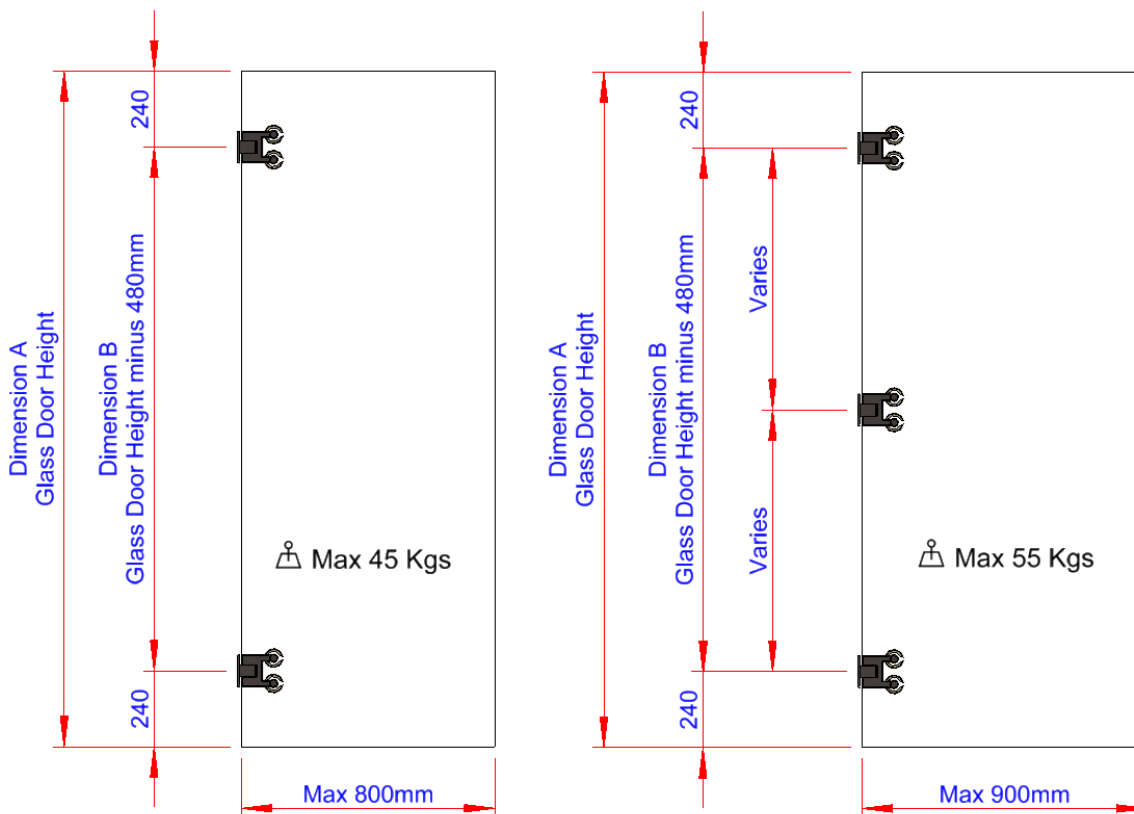 240
Dimension A
Glass Door Height
Dimension B
Glass Door Height minus 480mm
240
Max 45 Kgs
Max 800mm
240
Dimension A
Glass Door Height
Dimension B
Glass Door Height minus 480mm
Varies
Varies
240
Max 55 Kgs
Max 900mm